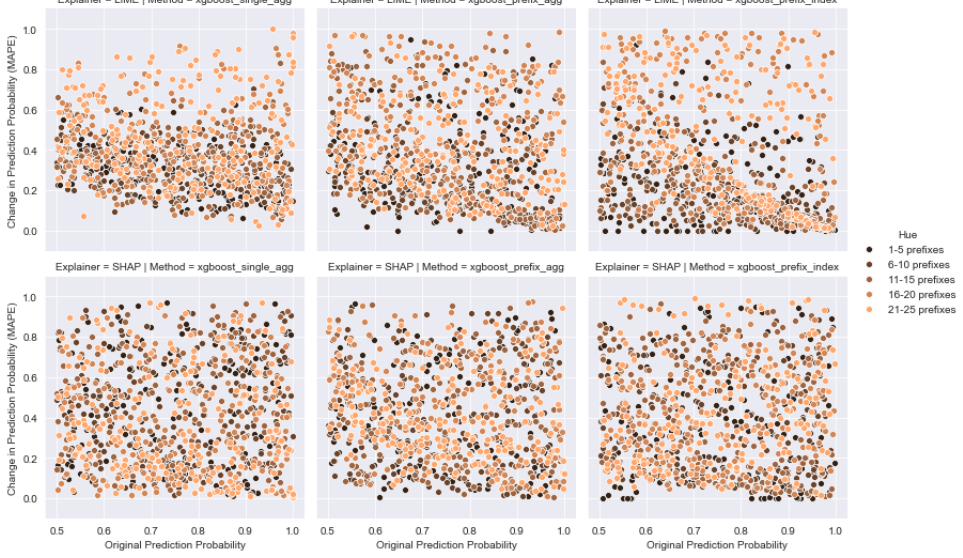 Explainer = LIME | Method = xgboost_single_agg
Explainer = LIME | Method = xgboost_prefix_agg
Explainer = LIME | Method = xgboost_prefix_index
Change in Prediction Probability (MAPE)
1.0
0.8
0.6
0.4
0.2
0.0
Explainer = SHAP | Method = xgboost_single_agg
Explainer = SHAP | Method = xgboost_prefix_agg
Explainer = SHAP | Method = xgboost_prefix_index
Change in Prediction Probability (MAPE)
1.0
0.8
0.6
0.4
0.2
0.0
0.5 0.6 0.7 0.8 0.9 1.0
Original Prediction Probability
0.5 0.6 0.7 0.8 0.9 1.0
Original Prediction Probability
0.5 0.6 0.7 0.8 0.9 1.0
Original Prediction Probability
Hue
1-5 prefixes
6-10 prefixes
11-15 prefixes
16-20 prefixes
21-25 prefixes